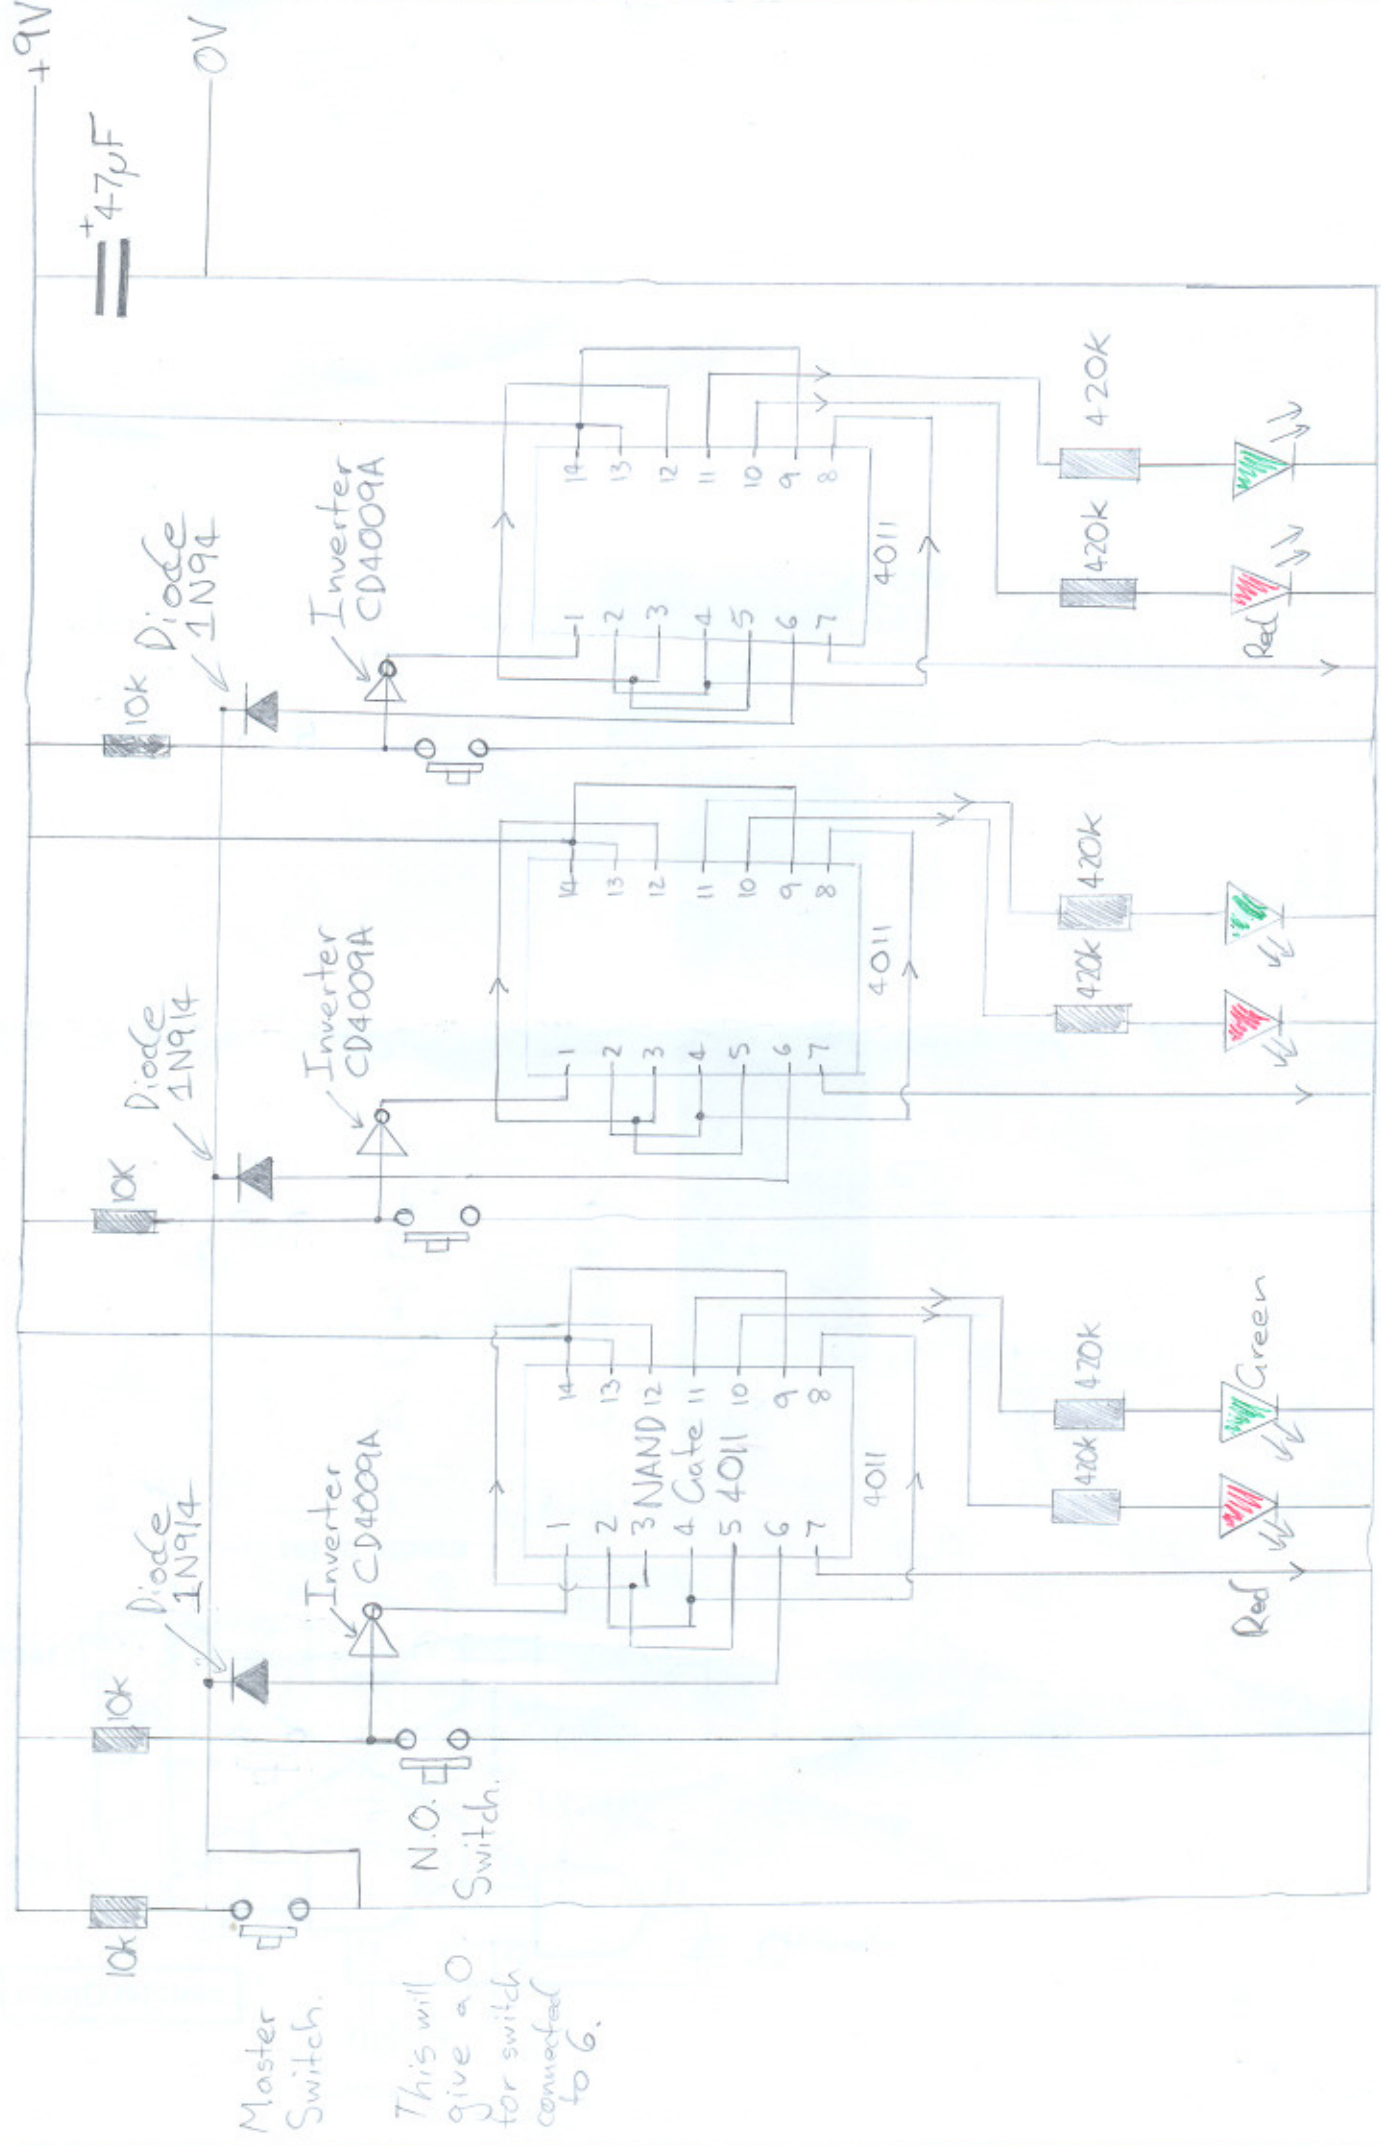 +9V
10k
10k
10K
10k
+
47µF
0V
Diode
1N914
Diode
1N914
Diode
1N94
Master
Switch.
Inverter
CD4009A
Inverter
CD4009A
Inverter
CD4009A
This will
give a 0
for switch
connected
to 6.
N.O.
Switch.
1 14
2 13
3 NAND 12
4 Gate 11
5 4011 10
6 9
7 8
4011
1 14
2 13
3 12
4 11
5 10
6 9
7 8
4011
1 14
2 13
3 12
4 11
5 10
6 9
7 8
4011
420k
420k
420k
420k
420k
420k
Red
Green
Red